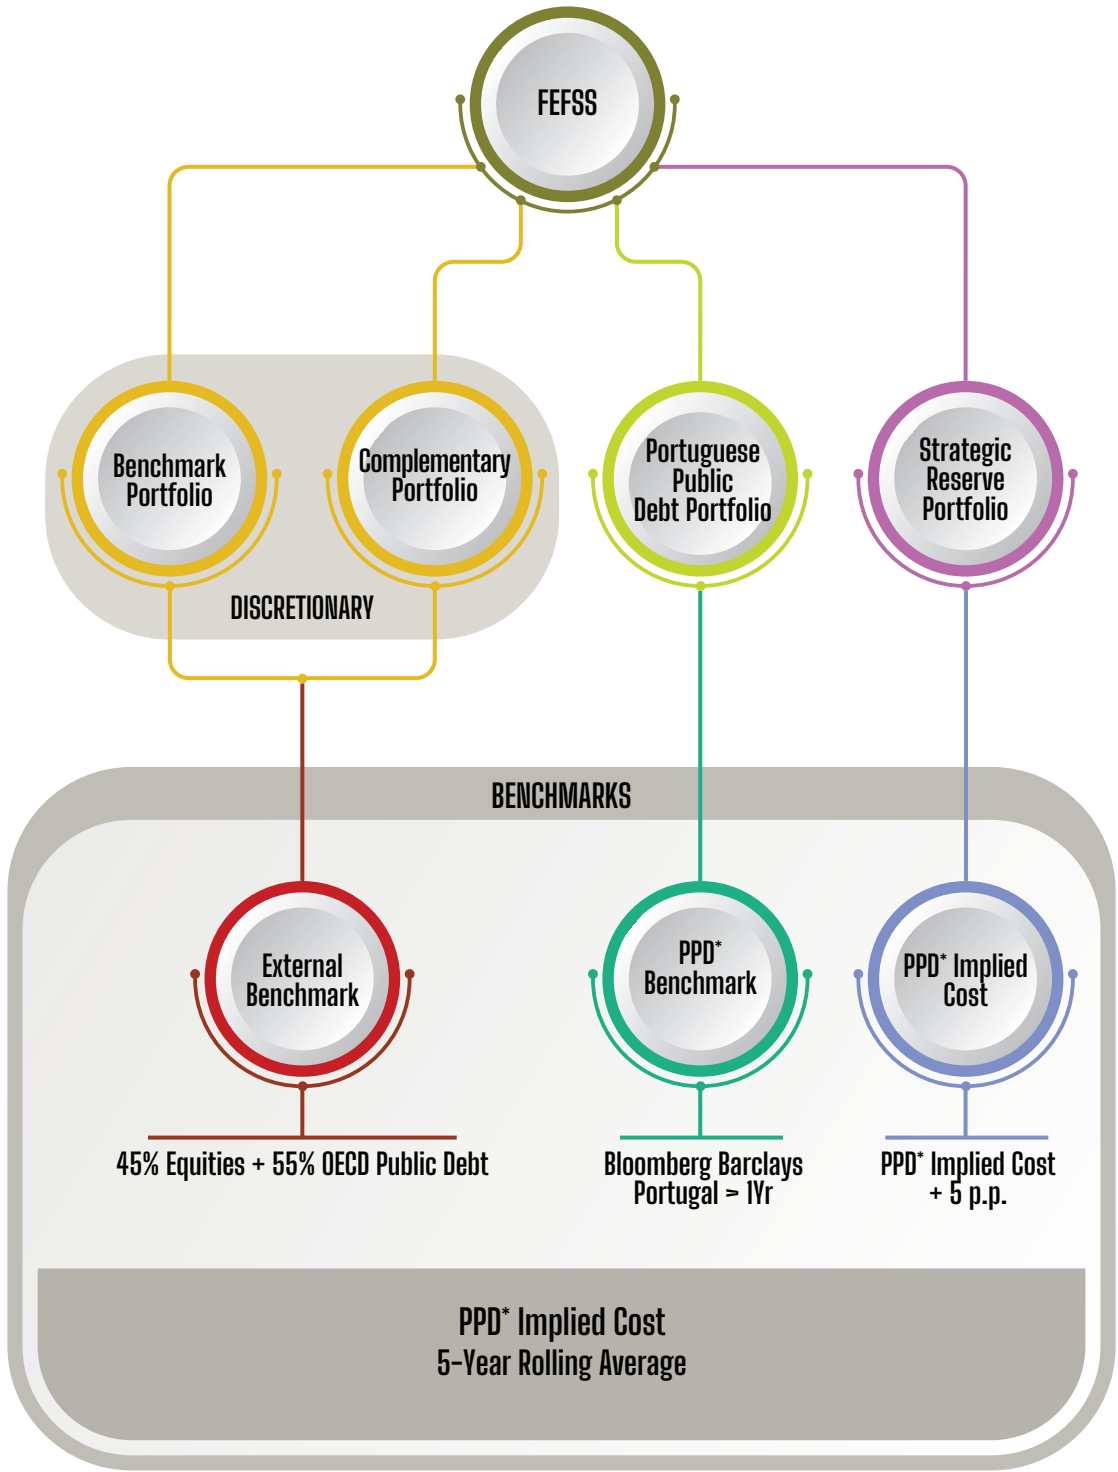 FEFSS
Benchmark
Portfolio
Complementary
Portfolio
Portuguese
Public
Debt Portfolio
Strategic
Reserve
Portfolio
DISCRETIONARY
BENCHMARKS
External
Benchmark
PPD*
Benchmark
PPD* Implied
Cost
45% Equities + 55% OECD Public Debt
Bloomberg Barclays
Portugal > 1Yr
PPD* Implied Cost
+ 5 p.p.
PPD* Implied Cost
5-Year Rolling Average